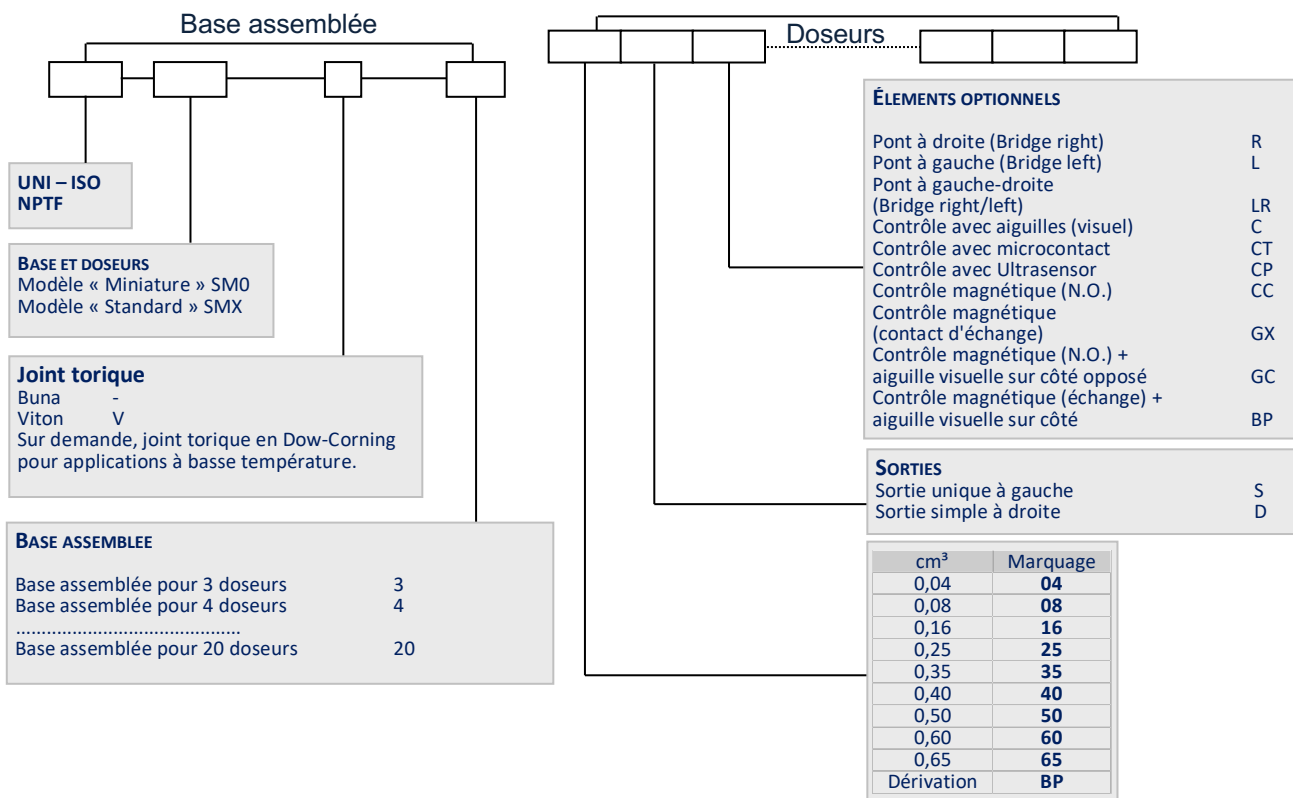 Base assemblée
Doseurs
UNI – ISO
NPTF
BASE ET DOSEURS
Modèle « Miniature » SM0
Modèle « Standard » SMX
Joint torique
Buna -
Viton V
Sur demande, joint torique en Dow-Corning
pour applications à basse température.
BASE ASSEMBLEE
Base assemblée pour 3 doseurs 3
Base assemblée pour 4 doseurs 4
............................................
Base assemblée pour 20 doseurs 20
ÉLEMENTS OPTIONNELS
Pont à droite (Bridge right) R
Pont à gauche (Bridge left) L
Pont à gauche-droite
(Bridge right/left) LR
Contrôle avec aiguilles (visuel) C
Contrôle avec microcontact CT
Contrôle avec Ultrasensor CP
Contrôle magnétique (N.O.) CC
Contrôle magnétique
(contact d'échange) GX
Contrôle magnétique (N.O.) +
aiguille visuelle sur côté opposé GC
Contrôle magnétique (échange) +
aiguille visuelle sur côté BP
SORTIES
Sortie unique à gauche S
Sortie simple à droite D
cm³ Marquage
0,04 04
0,08 08
0,16 16
0,25 25
0,35 35
0,40 40
0,50 50
0,60 60
0,65 65
Dérivation BP